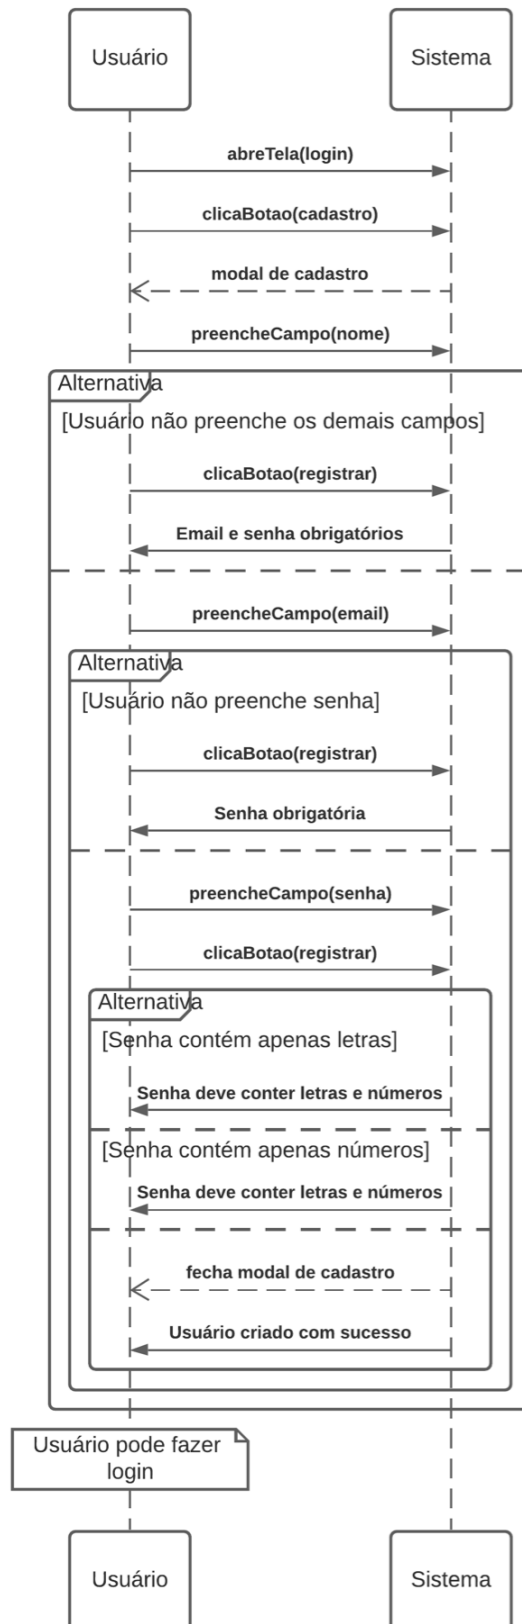 Usuário
Sistema
abreTela(login)
clicaBotao(cadastro)
modal de cadastro
preencheCampo(nome)
Alternativa
[Usuário não preenche os demais campos]
clicaBotao(registrar)
Email e senha obrigatórios
preencheCampo(email)
Alternativa
[Usuário não preenche senha]
clicaBotao(registrar)
Senha obrigatória
preencheCampo(senha)
clicaBotao(registrar)
Alternativa
[Senha contém apenas letras]
Senha deve conter letras e números
[Senha contém apenas números]
Senha deve conter letras e números
fecha modal de cadastro
Usuário criado com sucesso
Usuário pode fazer
login
Usuário
Sistema